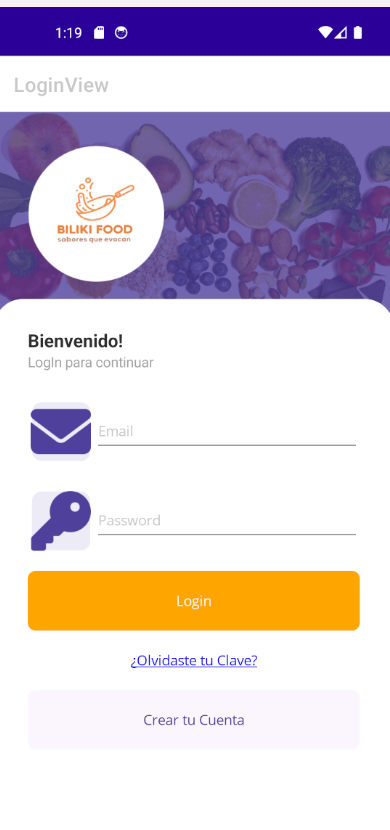 1:19
LoginView
BILIKI FOOD
sabores que evocan
Bienvenido!
LogIn para continuar
Email
Password
Login
¿Olvidaste tu Clave?
Crear tu Cuenta